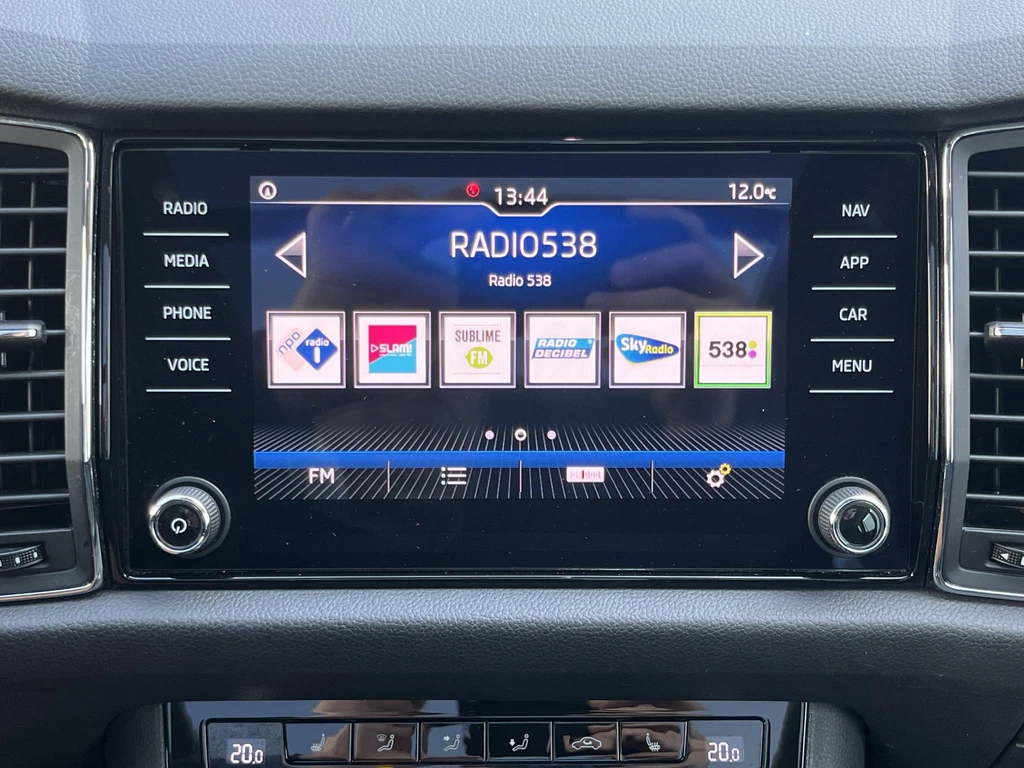 13:44
12.0°C
RADIO
MEDIA
PHONE
VOICE
RADIO538
Radio 538
npo radio 1
SLAM!
SUBLIME
FM
RADIO
DECIBEL
Sky Radio
538
FM
NAV
APP
CAR
MENU
20.0
20.0